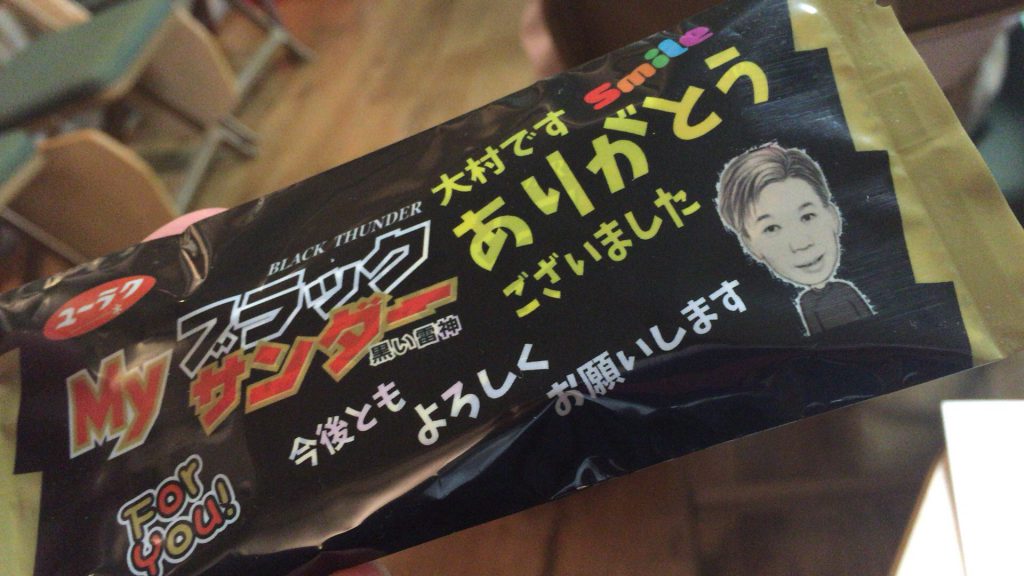 Smile
大村です
ありがとう
ございました
BLACK THUNDER
ユーラク
My
ブラック
サンダー
黒い雷神
今後とも
よろしく
お願いします
For
You!